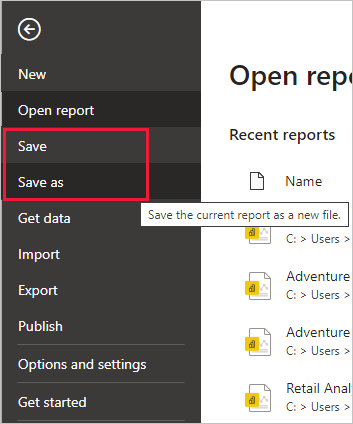 New
Open report
Save
Save as
Get data
Import
Export
Publish
Options and settings
Get started
Open repo
Recent reports
Name
Save the current report as a new file.
C: > Users >
Adventure
C: > Users >
Adventure
C: > Users >
Retail Anal
C: > Users >